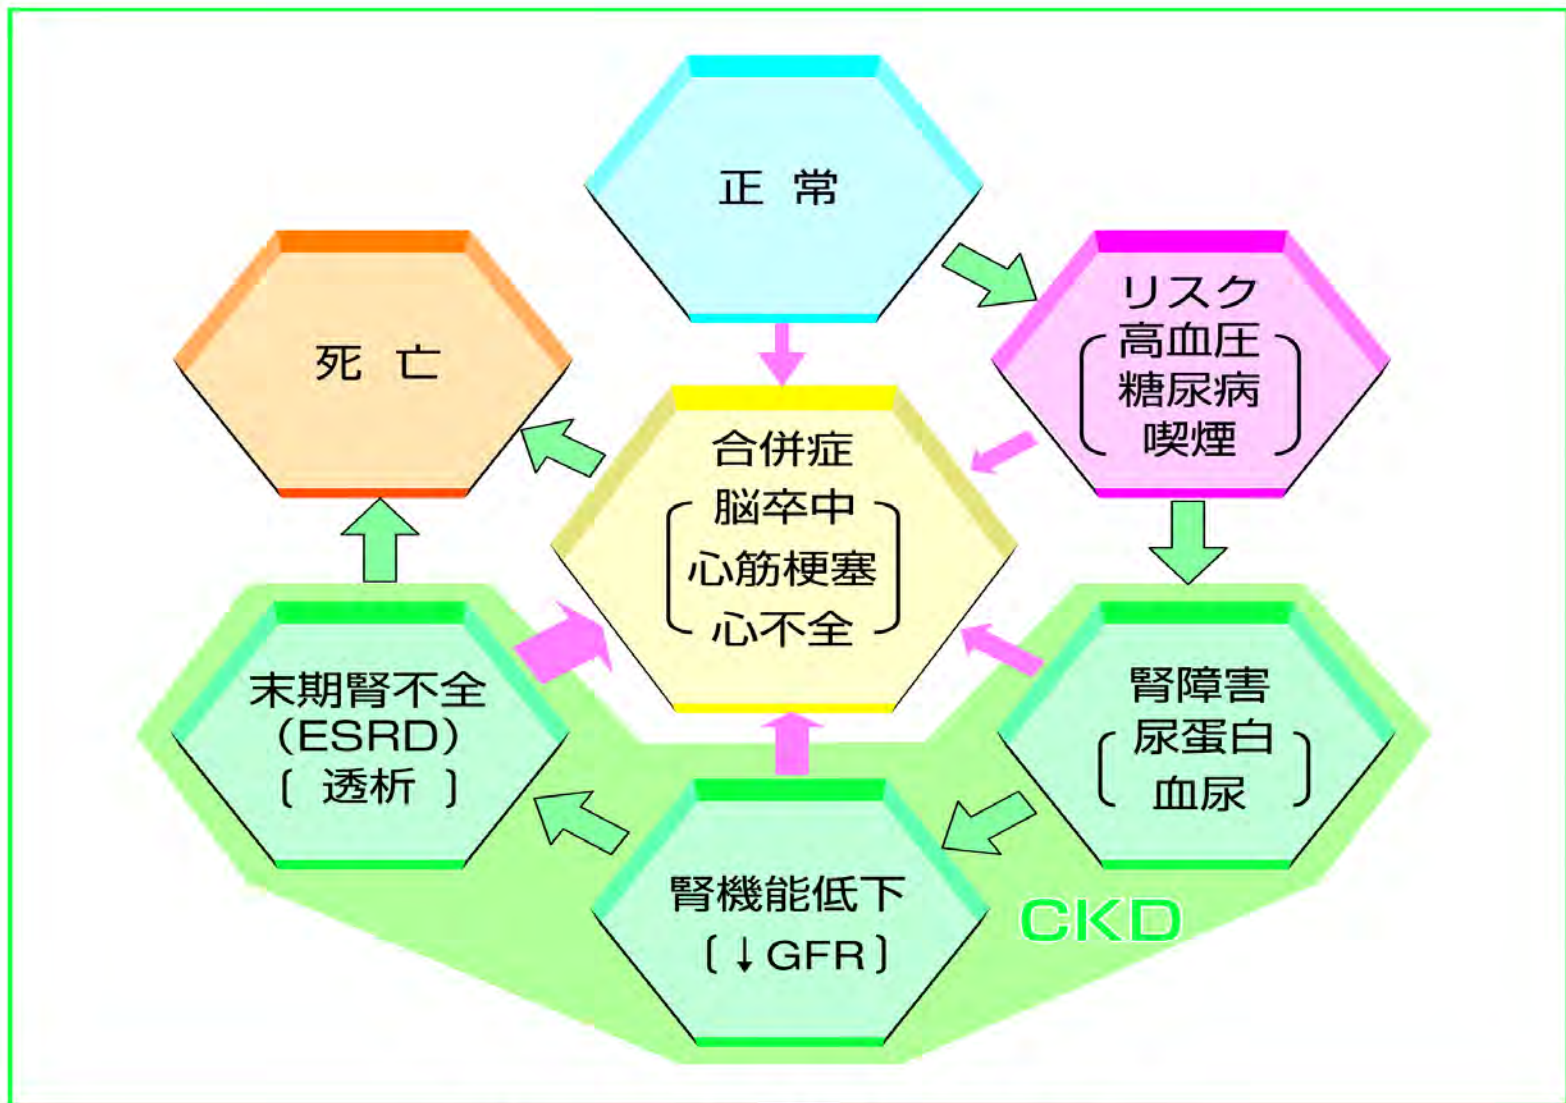 正 常
リスク
高血圧
糖尿病
喫煙
死 亡
合併症
脳卒中
心筋梗塞
心不全
末期腎不全
（ESRD）
〔 透析 〕
腎障害
尿蛋白
血尿
腎機能低下
〔↓GFR〕
CKD